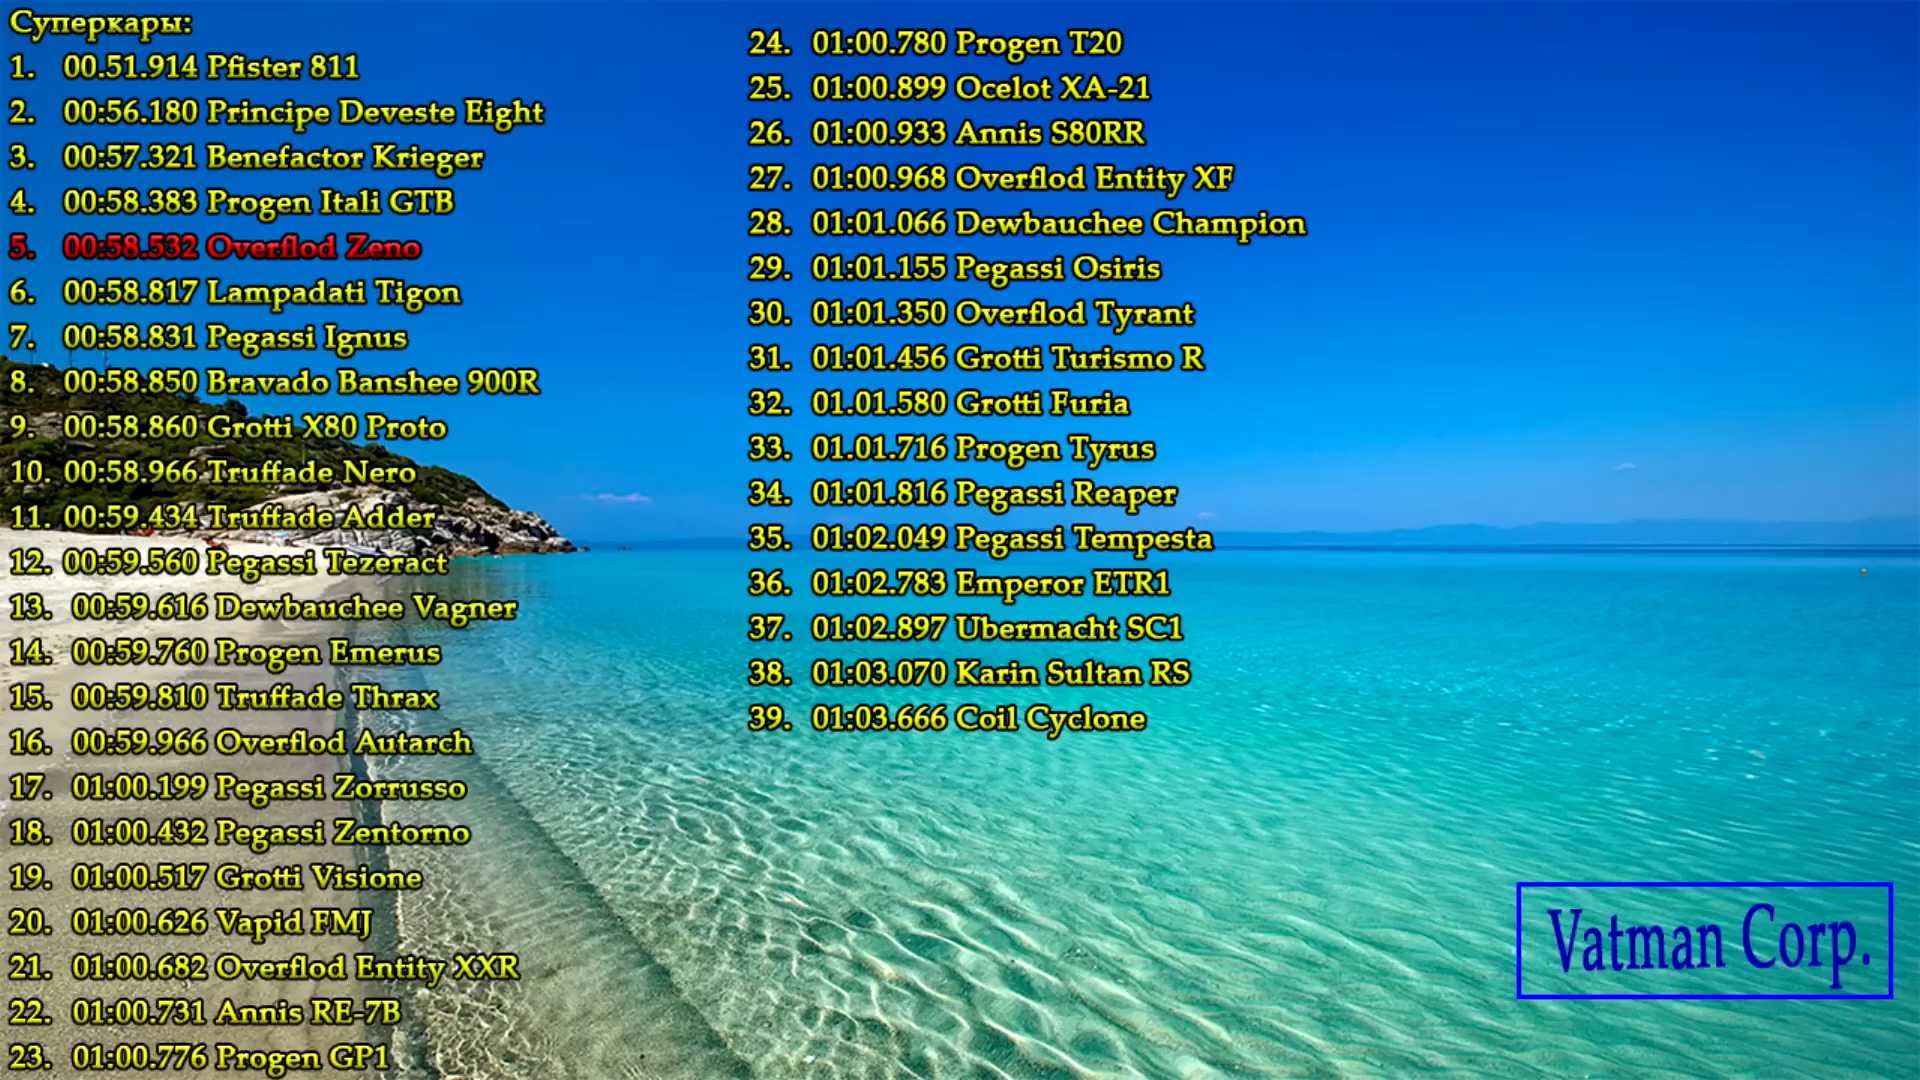 Суперкары:
1. 00.51.914 Pfister 811
2. 00:56.180 Principe Deveste Eight
3. 00:57.321 Benefactor Krieger
4. 00:58.383 Progen Itali GTB
5. 00:58.532 Overflod Zeno
6. 00:58.817 Lampadati Tigon
7. 00:58.831 Pegassi Ignus
8. 00:58.850 Bravado Banshee 900R
9. 00:58.860 Grotti X80 Proto
10. 00:58.966 Truffade Nero
11. 00:59.434 Truffade Adder
12. 00:59.560 Pegassi Tezeract
13. 00:59.616 Dewbauchee Vagner
14. 00:59.760 Progen Emerus
15. 00:59.810 Truffade Thrax
16. 00:59.966 Overflod Autarch
17. 01:00.199 Pegassi Zorrusso
18. 01:00.432 Pegassi Zentorno
19. 01:00.517 Grotti Visione
20. 01:00.626 Vapid FMJ
21. 01:00.682 Overflod Entity XXR
22. 01:00.731 Annis RE-7B
23. 01:00.776 Progen GP1
24. 01:00.780 Progen T20
25. 01:00.899 Ocelot XA-21
26. 01:00.933 Annis S80RR
27. 01:00.968 Overflod Entity XF
28. 01:01.066 Dewbauchee Champion
29. 01:01.155 Pegassi Osiris
30. 01:01.350 Overflod Tyrant
31. 01:01.456 Grotti Turismo R
32. 01.01.580 Grotti Furia
33. 01.01.716 Progen Tyrus
34. 01:01.816 Pegassi Reaper
35. 01:02.049 Pegassi Tempesta
36. 01:02.783 Emperor ETR1
37. 01:02.897 Ubermacht SC1
38. 01:03.070 Karin Sultan RS
39. 01:03.666 Coil Cyclone
Vatman Corp.